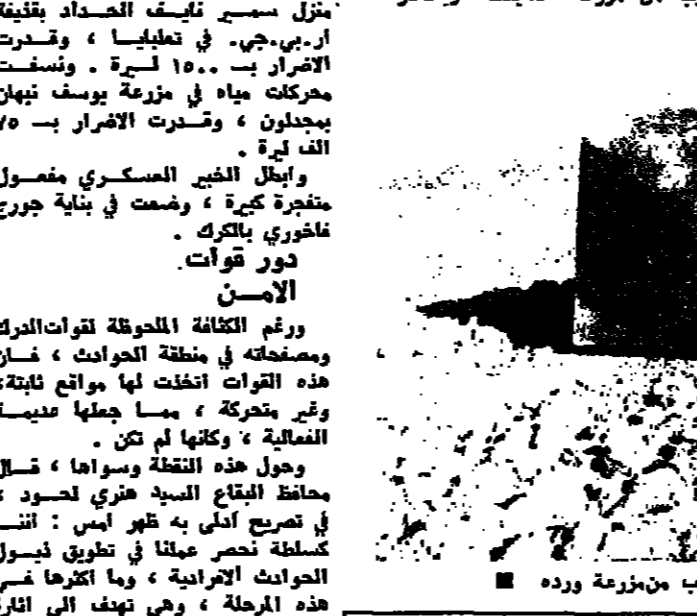 منزل سمير نايف الحداد بقذيفة
ار.بي.جي. في تعلبايا ، وقدرت
الاضرار بـ ١٥٠٠ ليرة . ونسفت
محركات مياه في مزرعة يوسف نبهان
بمجدلون ، وقدرت الاضرار بـ ٧٥
الف ليرة .
وابطل الخبير العسكري مفعول
متفجرة كبيرة ، وضعت في بناية جورج
فاخوري بالكرك .
دور قوآت
الامن
ورغم الكثافة الملحوظة لقوات الدرك
ومصفحاته في منطقة الحوادث ، فان
هذه القوات اتخذت لها مواقع ثابتة،
وغير متحركة ، مما جعلها عديمة
الفعالية ، وكانها لم تكن .
وحول هذه النقطة وسواها ، قال
محافظ البقاع السيد هنري لحود ،
في تصريح أدلى به ظهر امس : اننا
كسلطة نحصر عملنا في تطويق ذيول
الحوادث الافرادية ، وما اكثرها في
هذه المرحلة ، وهي تهدف الى اثارة
من مزرعة ورده